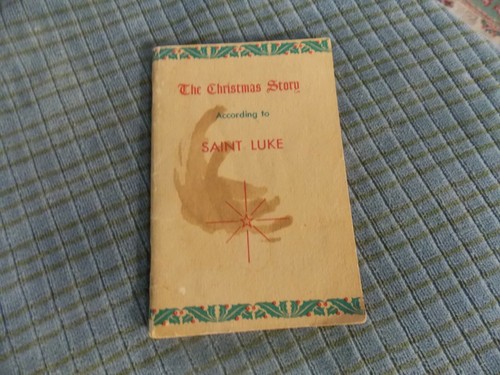 The Christmas Story
According to
SAINT LUKE